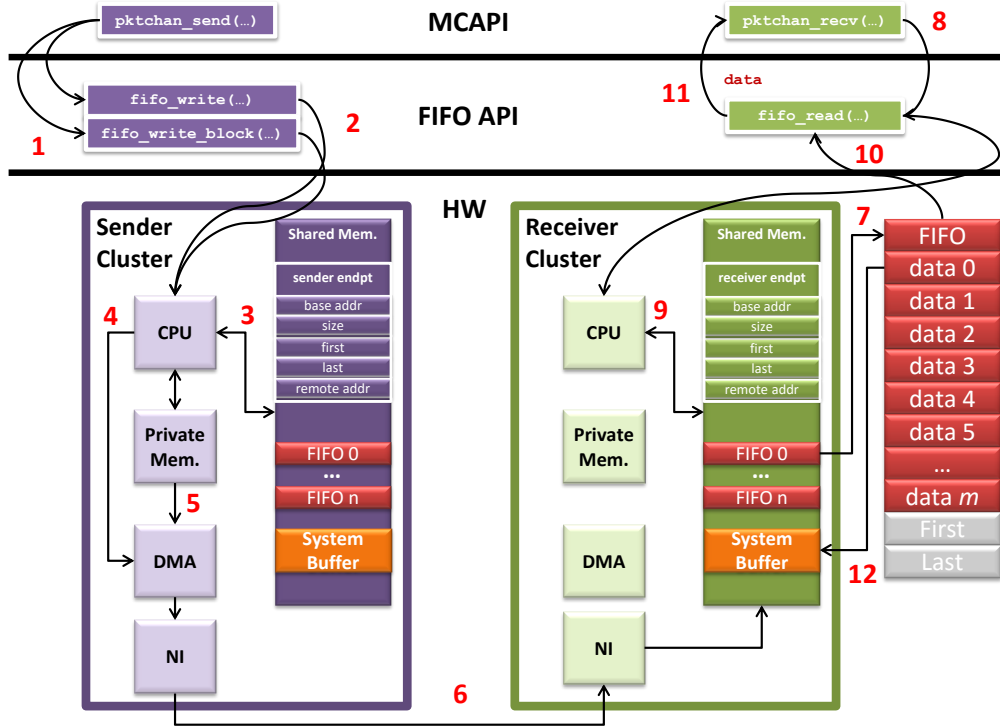 pktchan_send(…)
MCAPI
pktchan_recv(…)
8
data
11
fifo_write(…)
2
FIFO API
fifo_read(…)
1
fifo_write_block(…)
10
HW
Sender
Cluster
Shared Mem.
sender endpt
base addr
size
first
last
remote addr
4
CPU
3
Private
Mem.
5
FIFO 0
...
FIFO n
DMA
System
Buffer
NI
6
Receiver
Cluster
Shared Mem.
receiver endpt
base addr
size
first
last
remote addr
CPU
9
Private
Mem.
FIFO 0
...
FIFO n
DMA
System
Buffer
NI
7
FIFO
data 0
data 1
data 2
data 3
data 4
data 5
...
data m
First
Last
12